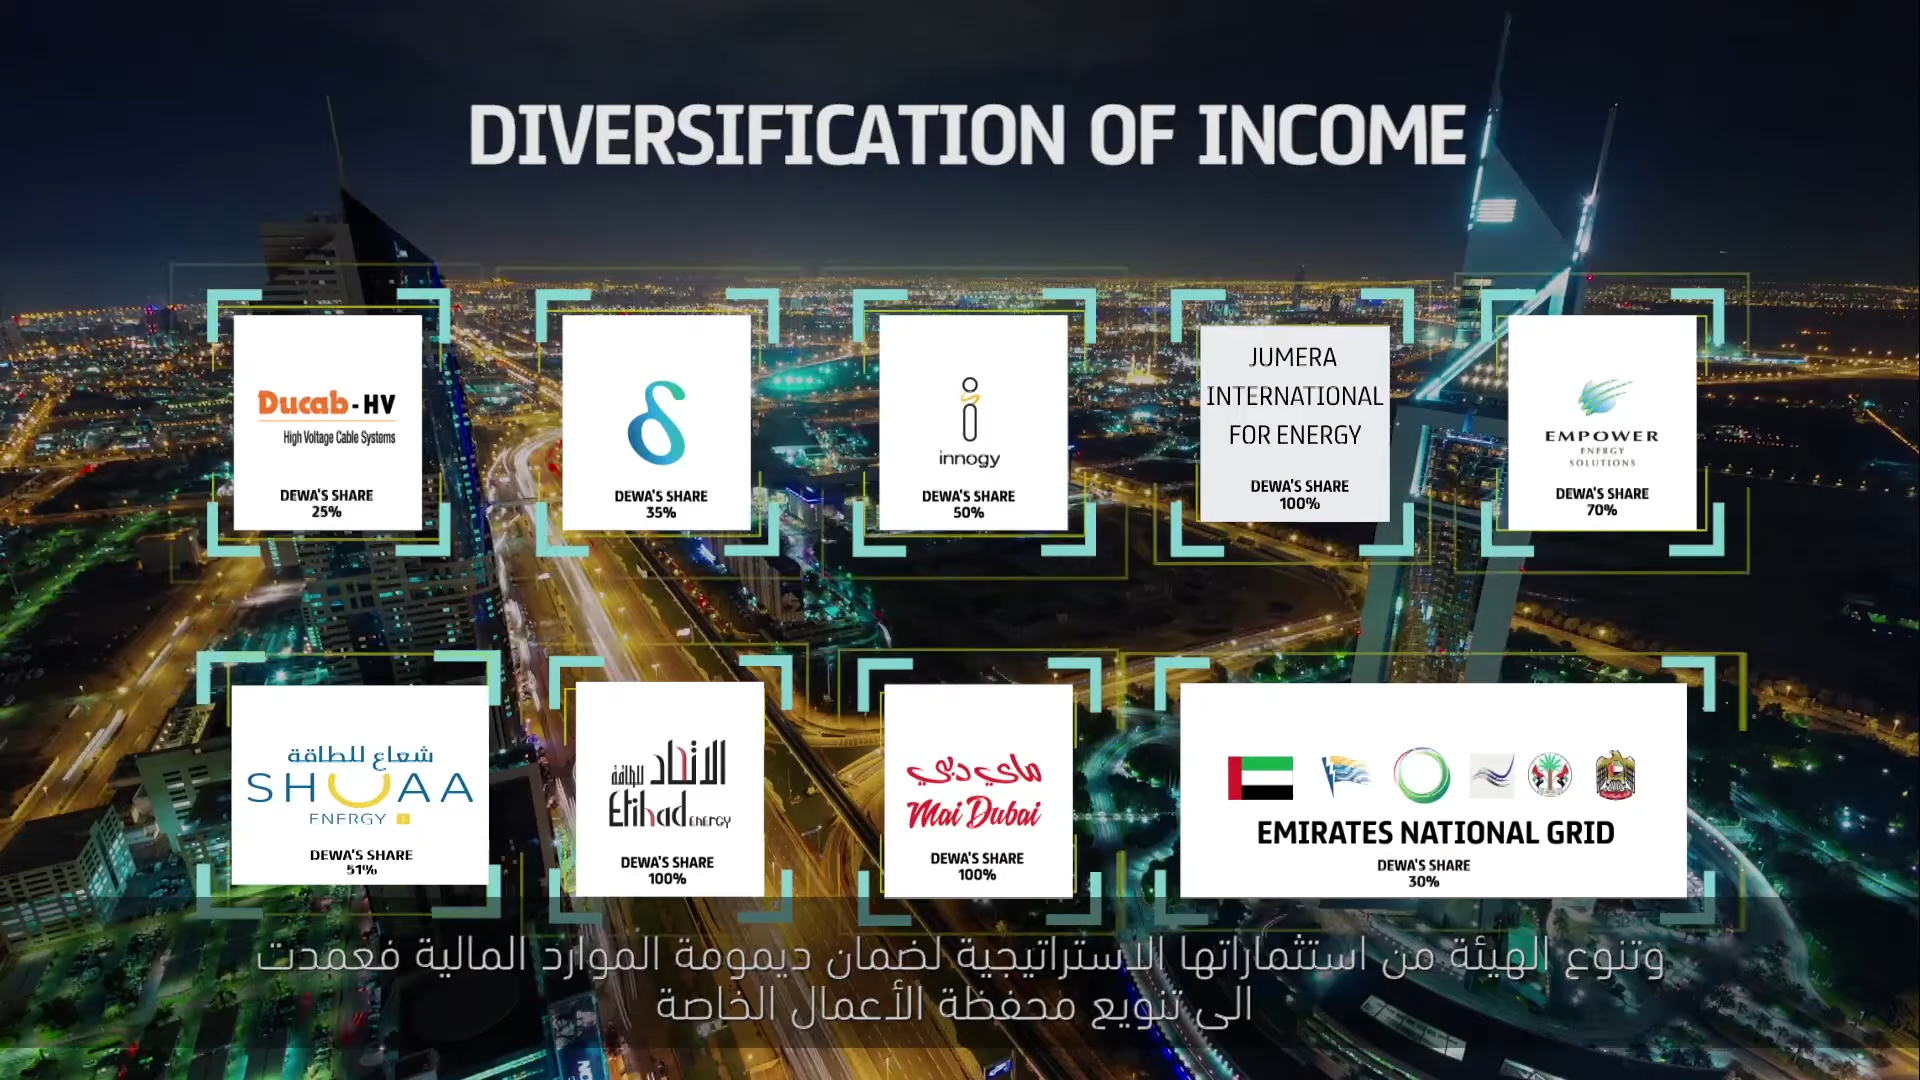 DIVERSIFICATION OF INCOME
Ducab-HV
High Voltage Cable Systems
DEWA'S SHARE
25%
DEWA'S SHARE
35%
innogy
DEWA'S SHARE
50%
JUMERA
INTERNATIONAL
FOR ENERGY
DEWA'S SHARE
100%
EMPOWER
ENERGY
SOLUTIONS
DEWA'S SHARE
70%
شعاع للطاقة
SHUAA
ENERGY 1
DEWA'S SHARE
51%
الاتحاد للطاقة
Etihad ENERGY
DEWA'S SHARE
100%
ماي دبي
Mai Dubai
DEWA'S SHARE
100%
EMIRATES NATIONAL GRID
DEWA'S SHARE
30%
وتنوع الهيئة من استثماراتها الاستراتيجية لضمان ديمومة الموارد المالية فعمدت
الى تنويع محفظة الأعمال الخاصة